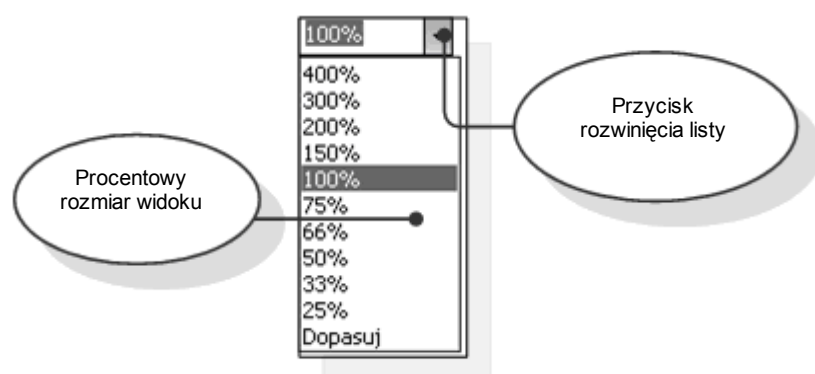 100%
400%
300%
200%
150%
100%
75%
66%
50%
33%
25%
Dopasuj
Procentowy
rozmiar widoku
Przycisk
rozwinięcia listy